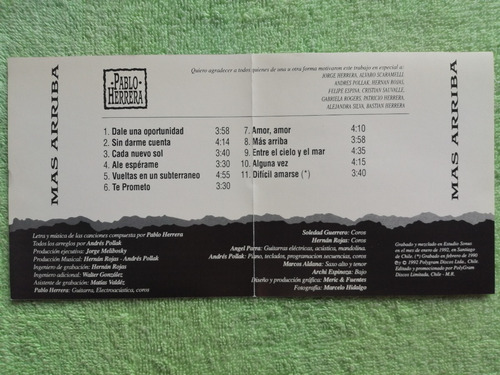 MAS ARRIBA
PABLO
HERRERA
Quiero agradecer a todos quienes de una u otra forma motivaron este trabajo en especial a:
JORGE HERRERA, ALVARO SCARAMELLI,
ANDRES POLLAK, HERNAN ROJAS,
FELIPE ESPINA, CRISTIAN SAUVALLE,
GABRIELA ROGERS, PATRICIO HERRERA,
ALEJANDRA SILVA, BASTIAN HERRERA
1. Dale una oportunidad 3:58
2. Sin darme cuenta 4:14
3. Cada nuevo sol 3:40
4. Ale espérame 3:30
5. Vueltas en un subterraneo 4:55
6. Te Prometo 3:30
7. Amor, amor 4:10
8. Más arriba 3:58
9. Entre el cielo y el mar 4:35
10. Alguna vez 4:15
11. Difícil amarse (*) 3:40
MAS ARRIBA
Letra y música de las canciones compuesta por Pablo Herrera
Todos los arreglos por Andrés Pollak
Producción ejecutiva: Jorge Melibosky
Producción Musical: Hernán Rojas - Andrés Pollak
Ingeniero de grabación: Hernán Rojas
Ingeniero adicional: Walter González
Asistente de grabación: Matías Valdéz
Pablo Herrera: Guitarra, Electroacústica, coros
Soledad Guerrero: Coros
Hernán Rojas: Coros
Angel Parra: Guitarras eléctricas, acústica, mandolina.
Andrés Pollak: Piano, teclados, programacion secuencias, coros
Marcos Aldana: Saxo alto y tenor
Archi Espinoza: Bajo
Diseño y producción gráfica: Meric & Fuentes
Fotografía: Marcelo Hidalgo
Grabado y mezclado en Estudio Sonus
en el mes de enero de 1992, en Santiago
de Chile. (*) Grabado en febrero de 1990
℗ © 1992 Polygram Discos Ltda., Chile
Editado y promocionado por PolyGram
Discos Limitada, Chile - M.R.